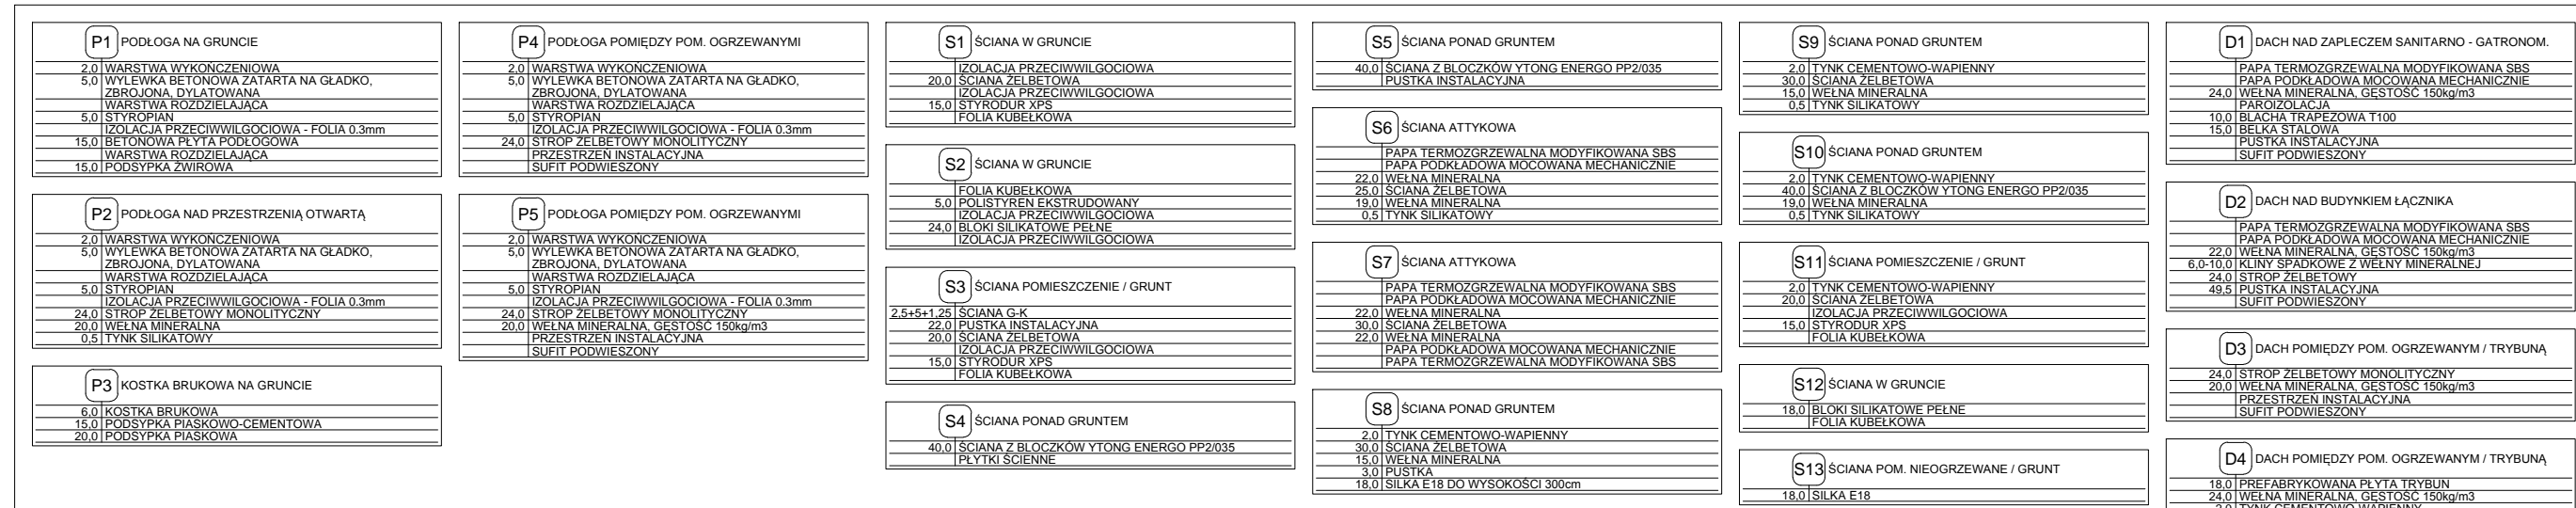 P1 PODŁOGA NA GRUNCIE
2,0 WARSTWA WYKOŃCZENIOWA
5,0 WYLEWKA BETONOWA ZATARTA NA GŁADKO,
ZBROJONA, DYLATOWANA
WARSTWA ROZDZIELAJĄCA
5,0 STYROPIAN
IZOLACJA PRZECIWWILGOCIOWA - FOLIA 0.3mm
15,0 BETONOWA PŁYTA PODŁOGOWA
WARSTWA ROZDZIELAJĄCA
15,0 PODSYPKA ŻWIROWA
P2 PODŁOGA NAD PRZESTRZENIĄ OTWARTĄ
2,0 WARSTWA WYKOŃCZENIOWA
5,0 WYLEWKA BETONOWA ZATARTA NA GŁADKO,
ZBROJONA, DYLATOWANA
WARSTWA ROZDZIELAJĄCA
5,0 STYROPIAN
IZOLACJA PRZECIWWILGOCIOWA - FOLIA 0.3mm
24,0 STROP ŻELBETOWY MONOLITYCZNY
20,0 WEŁNA MINERALNA
0,5 TYNK SILIKATOWY
P3 KOSTKA BRUKOWA NA GRUNCIE
6,0 KOSTKA BRUKOWA
15,0 PODSYPKA PIASKOWO-CEMENTOWA
20,0 PODSYPKA PIASKOWA
P4 PODŁOGA POMIĘDZY POM. OGRZEWANYMI
2,0 WARSTWA WYKOŃCZENIOWA
5,0 WYLEWKA BETONOWA ZATARTA NA GŁADKO,
ZBROJONA, DYLATOWANA
WARSTWA ROZDZIELAJĄCA
5,0 STYROPIAN
IZOLACJA PRZECIWWILGOCIOWA - FOLIA 0.3mm
24,0 STROP ŻELBETOWY MONOLITYCZNY
PRZESTRZEŃ INSTALACYJNA
SUFIT PODWIESZONY
P5 PODŁOGA POMIĘDZY POM. OGRZEWANYMI
2,0 WARSTWA WYKOŃCZENIOWA
5,0 WYLEWKA BETONOWA ZATARTA NA GŁADKO,
ZBROJONA, DYLATOWANA
WARSTWA ROZDZIELAJĄCA
5,0 STYROPIAN
IZOLACJA PRZECIWWILGOCIOWA - FOLIA 0.3mm
24,0 STROP ŻELBETOWY MONOLITYCZNY
20,0 WEŁNA MINERALNA, GĘSTOŚĆ 150kg/m3
PRZESTRZEŃ INSTALACYJNA
SUFIT PODWIESZONY
S1 ŚCIANA W GRUNCIE
IZOLACJA PRZECIWWILGOCIOWA
20,0 ŚCIANA ŻELBETOWA
IZOLACJA PRZECIWWILGOCIOWA
15,0 STYRODUR XPS
FOLIA KUBEŁKOWA
S2 ŚCIANA W GRUNCIE
FOLIA KUBEŁKOWA
5,0 POLISTYREN EKSTRUDOWANY
IZOLACJA PRZECIWWILGOCIOWA
24,0 BLOKI SILIKATOWE PEŁNE
IZOLACJA PRZECIWWILGOCIOWA
S3 ŚCIANA POMIESZCZENIE / GRUNT
2,5+5+1,25 ŚCIANA G-K
22,0 PUSTKA INSTALACYJNA
20,0 ŚCIANA ŻELBETOWA
IZOLACJA PRZECIWWILGOCIOWA
15,0 STYRODUR XPS
FOLIA KUBEŁKOWA
S4 ŚCIANA PONAD GRUNTEM
40,0 ŚCIANA Z BLOCZKÓW YTONG ENERGO PP2/035
PŁYTKI ŚCIENNE
S5 ŚCIANA PONAD GRUNTEM
40,0 ŚCIANA Z BLOCZKÓW YTONG ENERGO PP2/035
PUSTKA INSTALACYJNA
S6 ŚCIANA ATTYKOWA
PAPA TERMOZGRZEWALNA MODYFIKOWANA SBS
PAPA PODKŁADOWA MOCOWANA MECHANICZNIE
22,0 WEŁNA MINERALNA
25,0 ŚCIANA ŻELBETOWA
19,0 WEŁNA MINERALNA
0,5 TYNK SILIKATOWY
S7 ŚCIANA ATTYKOWA
PAPA TERMOZGRZEWALNA MODYFIKOWANA SBS
PAPA PODKŁADOWA MOCOWANA MECHANICZNIE
22,0 WEŁNA MINERALNA
30,0 ŚCIANA ŻELBETOWA
22,0 WEŁNA MINERALNA
PAPA PODKŁADOWA MOCOWANA MECHANICZNIE
PAPA TERMOZGRZEWALNA MODYFIKOWANA SBS
S8 ŚCIANA PONAD GRUNTEM
2,0 TYNK CEMENTOWO-WAPIENNY
30,0 ŚCIANA ŻELBETOWA
15,0 WEŁNA MINERALNA
3,0 PUSTKA
18,0 SILKA E18 DO WYSOKOŚCI 300cm
S9 ŚCIANA PONAD GRUNTEM
2,0 TYNK CEMENTOWO-WAPIENNY
30,0 ŚCIANA ŻELBETOWA
15,0 WEŁNA MINERALNA
0,5 TYNK SILIKATOWY
S10 ŚCIANA PONAD GRUNTEM
2,0 TYNK CEMENTOWO-WAPIENNY
40,0 ŚCIANA Z BLOCZKÓW YTONG ENERGO PP2/035
19,0 WEŁNA MINERALNA
0,5 TYNK SILIKATOWY
S11 ŚCIANA POMIESZCZENIE / GRUNT
2,0 TYNK CEMENTOWO-WAPIENNY
20,0 ŚCIANA ŻELBETOWA
IZOLACJA PRZECIWWILGOCIOWA
15,0 STYRODUR XPS
FOLIA KUBEŁKOWA
S12 ŚCIANA W GRUNCIE
18,0 BLOKI SILIKATOWE PEŁNE
FOLIA KUBEŁKOWA
S13 ŚCIANA POM. NIEOGRZEWANE / GRUNT
18,0 SILKA E18
D1 DACH NAD ZAPLECZEM SANITARNO - GATRONOM.
PAPA TERMOZGRZEWALNA MODYFIKOWANA SBS
PAPA PODKŁADOWA MOCOWANA MECHANICZNIE
24,0 WEŁNA MINERALNA, GĘSTOŚĆ 150kg/m3
PAROIZOLACJA
10,0 BLACHA TRAPEZOWA T100
15,0 BELKA STALOWA
PUSTKA INSTALACYJNA
SUFIT PODWIESZONY
D2 DACH NAD BUDYNKIEM ŁĄCZNIKA
PAPA TERMOZGRZEWALNA MODYFIKOWANA SBS
PAPA PODKŁADOWA MOCOWANA MECHANICZNIE
22,0 WEŁNA MINERALNA, GĘSTOŚĆ 150kg/m3
6,0-10,0 KLINY SPADKOWE Z WEŁNY MINERALNEJ
24,0 STROP ŻELBETOWY
49,5 PUSTKA INSTALACYJNA
SUFIT PODWIESZONY
D3 DACH POMIĘDZY POM. OGRZEWANYM / TRYBUNĄ
24,0 STROP ŻELBETOWY MONOLITYCZNY
20,0 WEŁNA MINERALNA, GĘSTOŚĆ 150kg/m3
PRZESTRZEŃ INSTALACYJNA
SUFIT PODWIESZONY
D4 DACH POMIĘDZY POM. OGRZEWANYM / TRYBUNĄ
18,0 PREFABRYKOWANA PŁYTA TRYBUN
24,0 WEŁNA MINERALNA, GĘSTOŚĆ 150kg/m3
TYNK CEMENTOWO-WAPIENNY